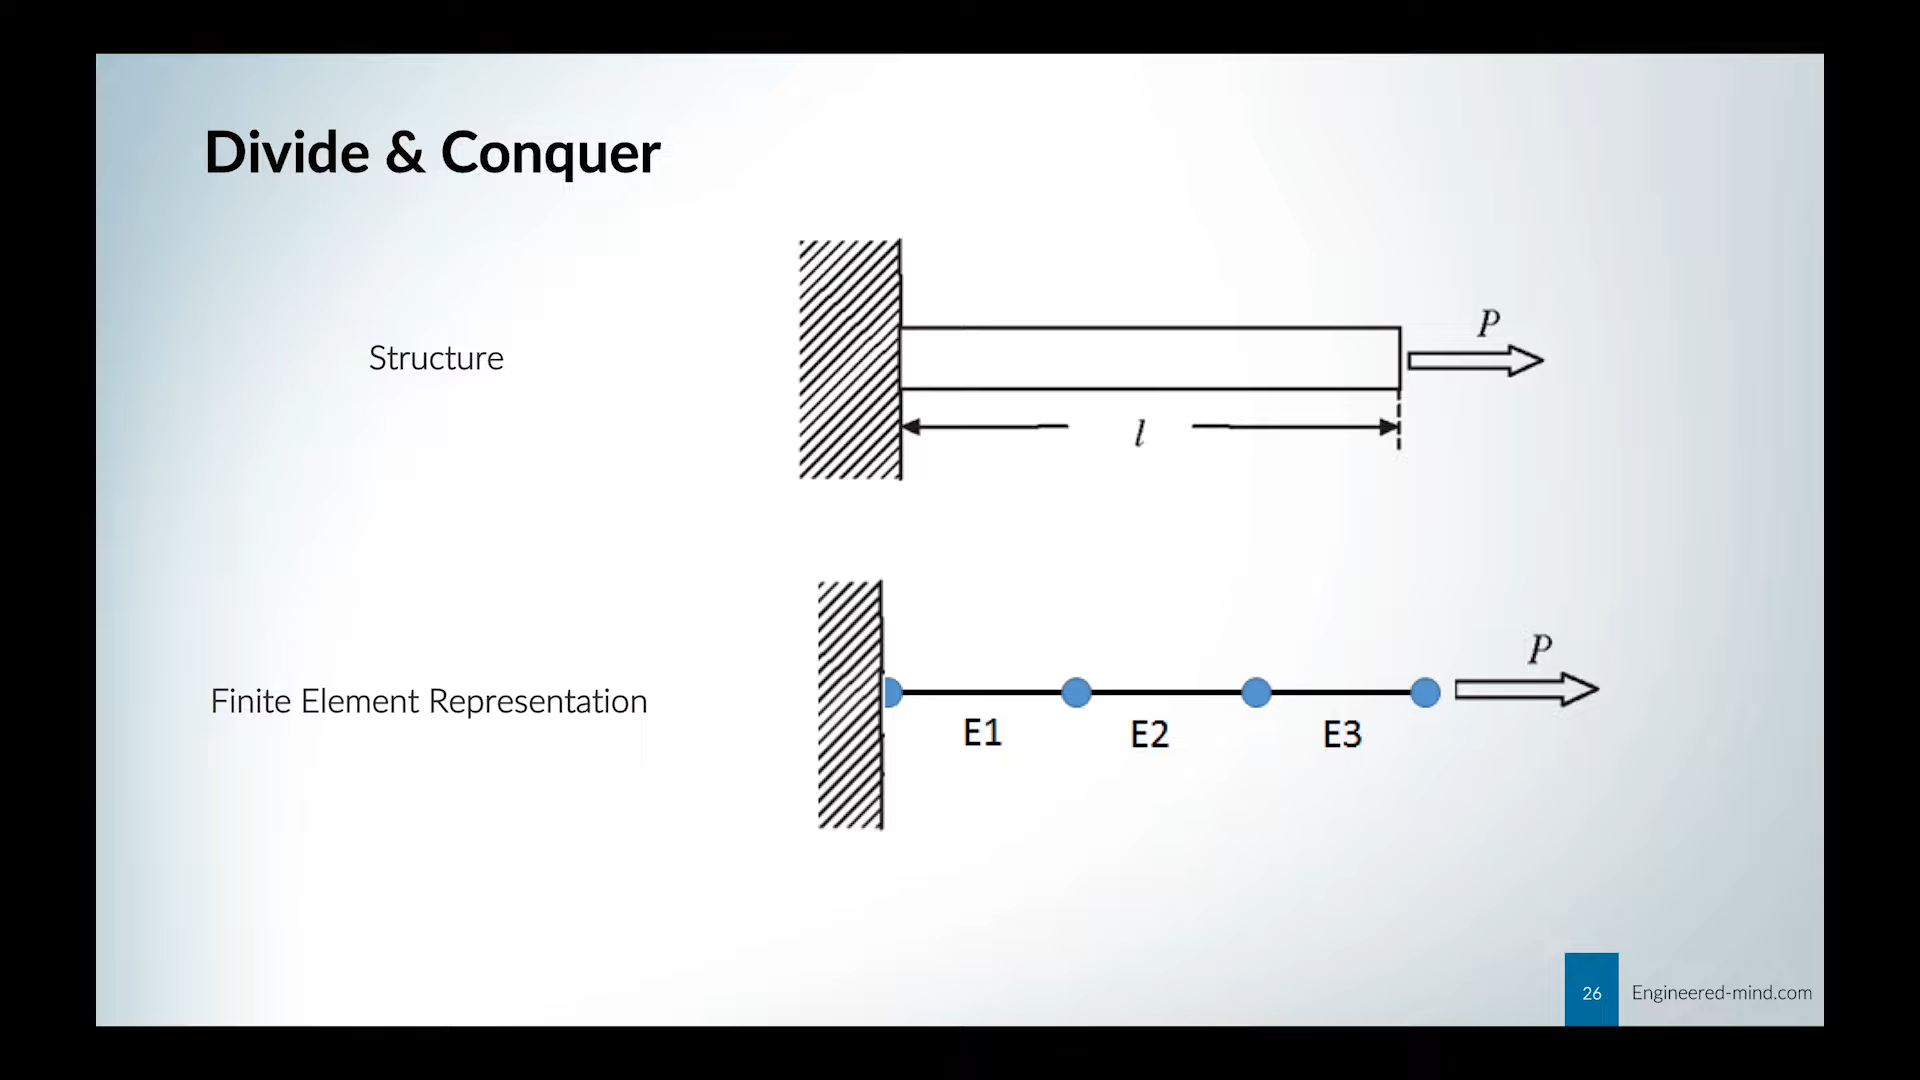 Divide & Conquer
Structure
P
l
Finite Element Representation
P
E1
E2
E3
26
Engineered-mind.com